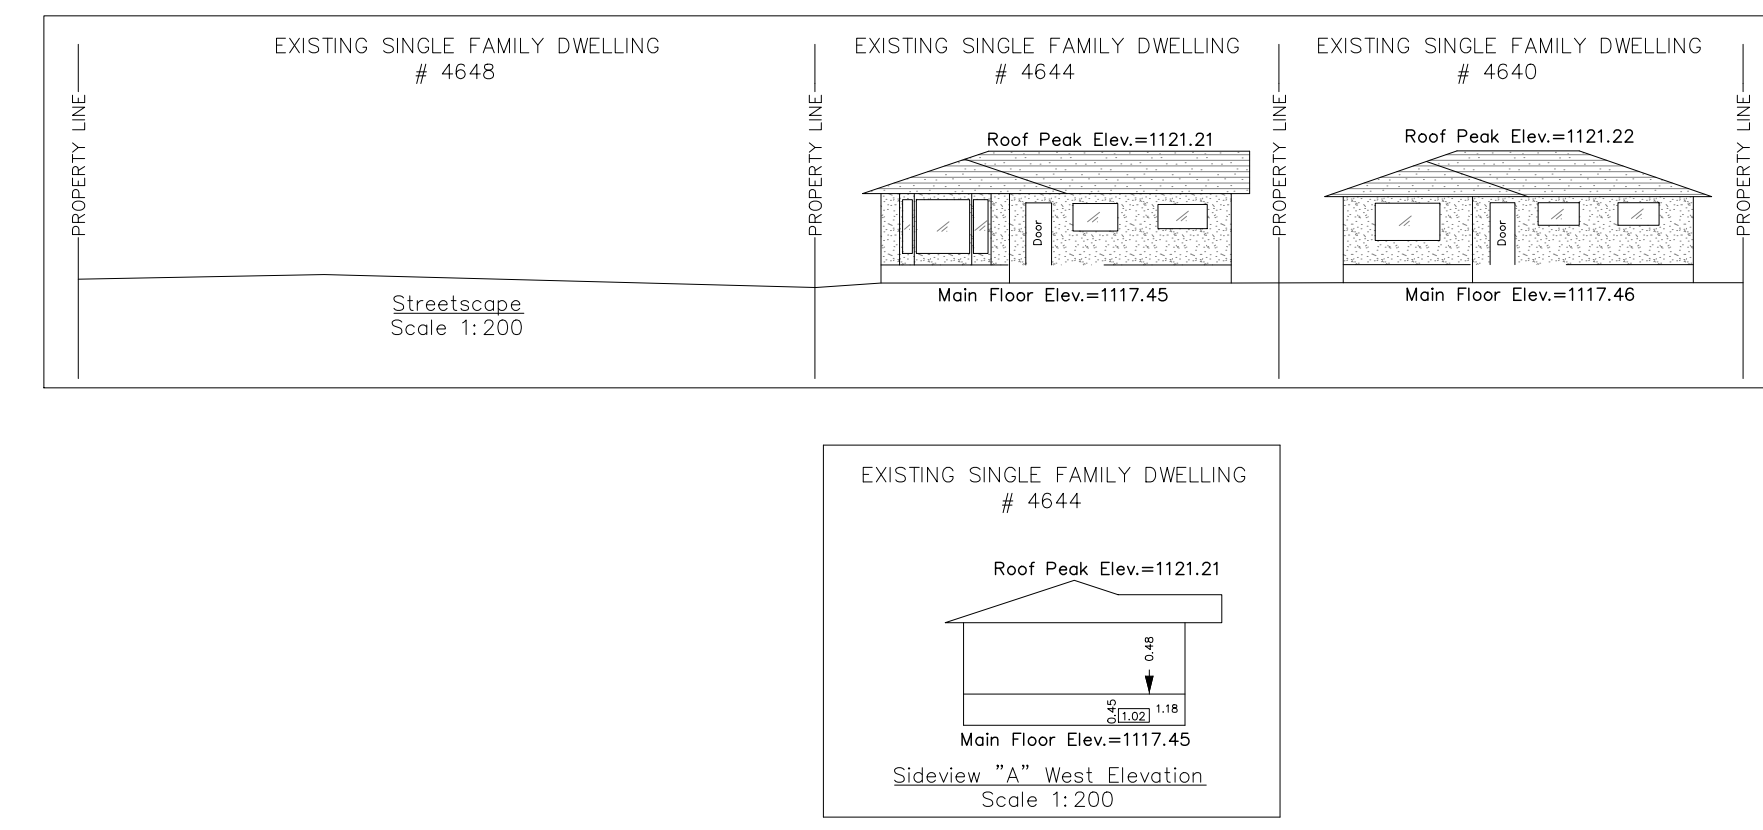 EXISTING SINGLE FAMILY DWELLING
# 4648
EXISTING SINGLE FAMILY DWELLING
# 4644
EXISTING SINGLE FAMILY DWELLING
# 4640
PROPERTY LINE
PROPERTY LINE
PROPERTY LINE
PROPERTY LINE
Roof Peak Elev.=1121.21
Roof Peak Elev.=1121.22
Door
Door
Main Floor Elev.=1117.45
Main Floor Elev.=1117.46
Streetscape
Scale 1:200
EXISTING SINGLE FAMILY DWELLING
# 4644
Roof Peak Elev.=1121.21
0.48
0.45
1.02
1.18
Main Floor Elev.=1117.45
Sideview "A" West Elevation
Scale 1:200